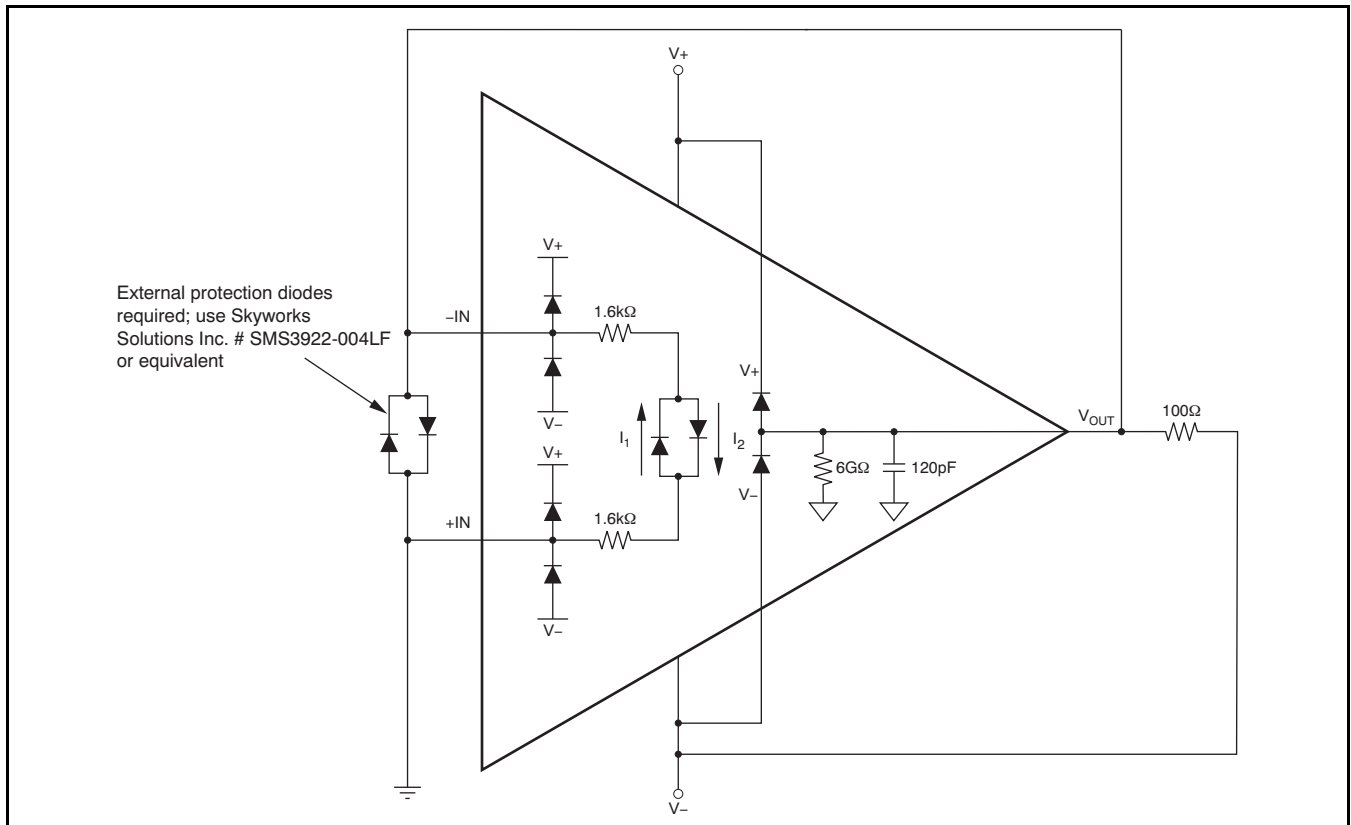 V+
V+
External protection diodes
required; use Skyworks
Solutions Inc. # SMS3922-004LF
or equivalent
–IN
1.6kΩ
V–
V+
I1
I2
V+
V–
6GΩ
120pF
VOUT
100Ω
+IN
1.6kΩ
V–
V–